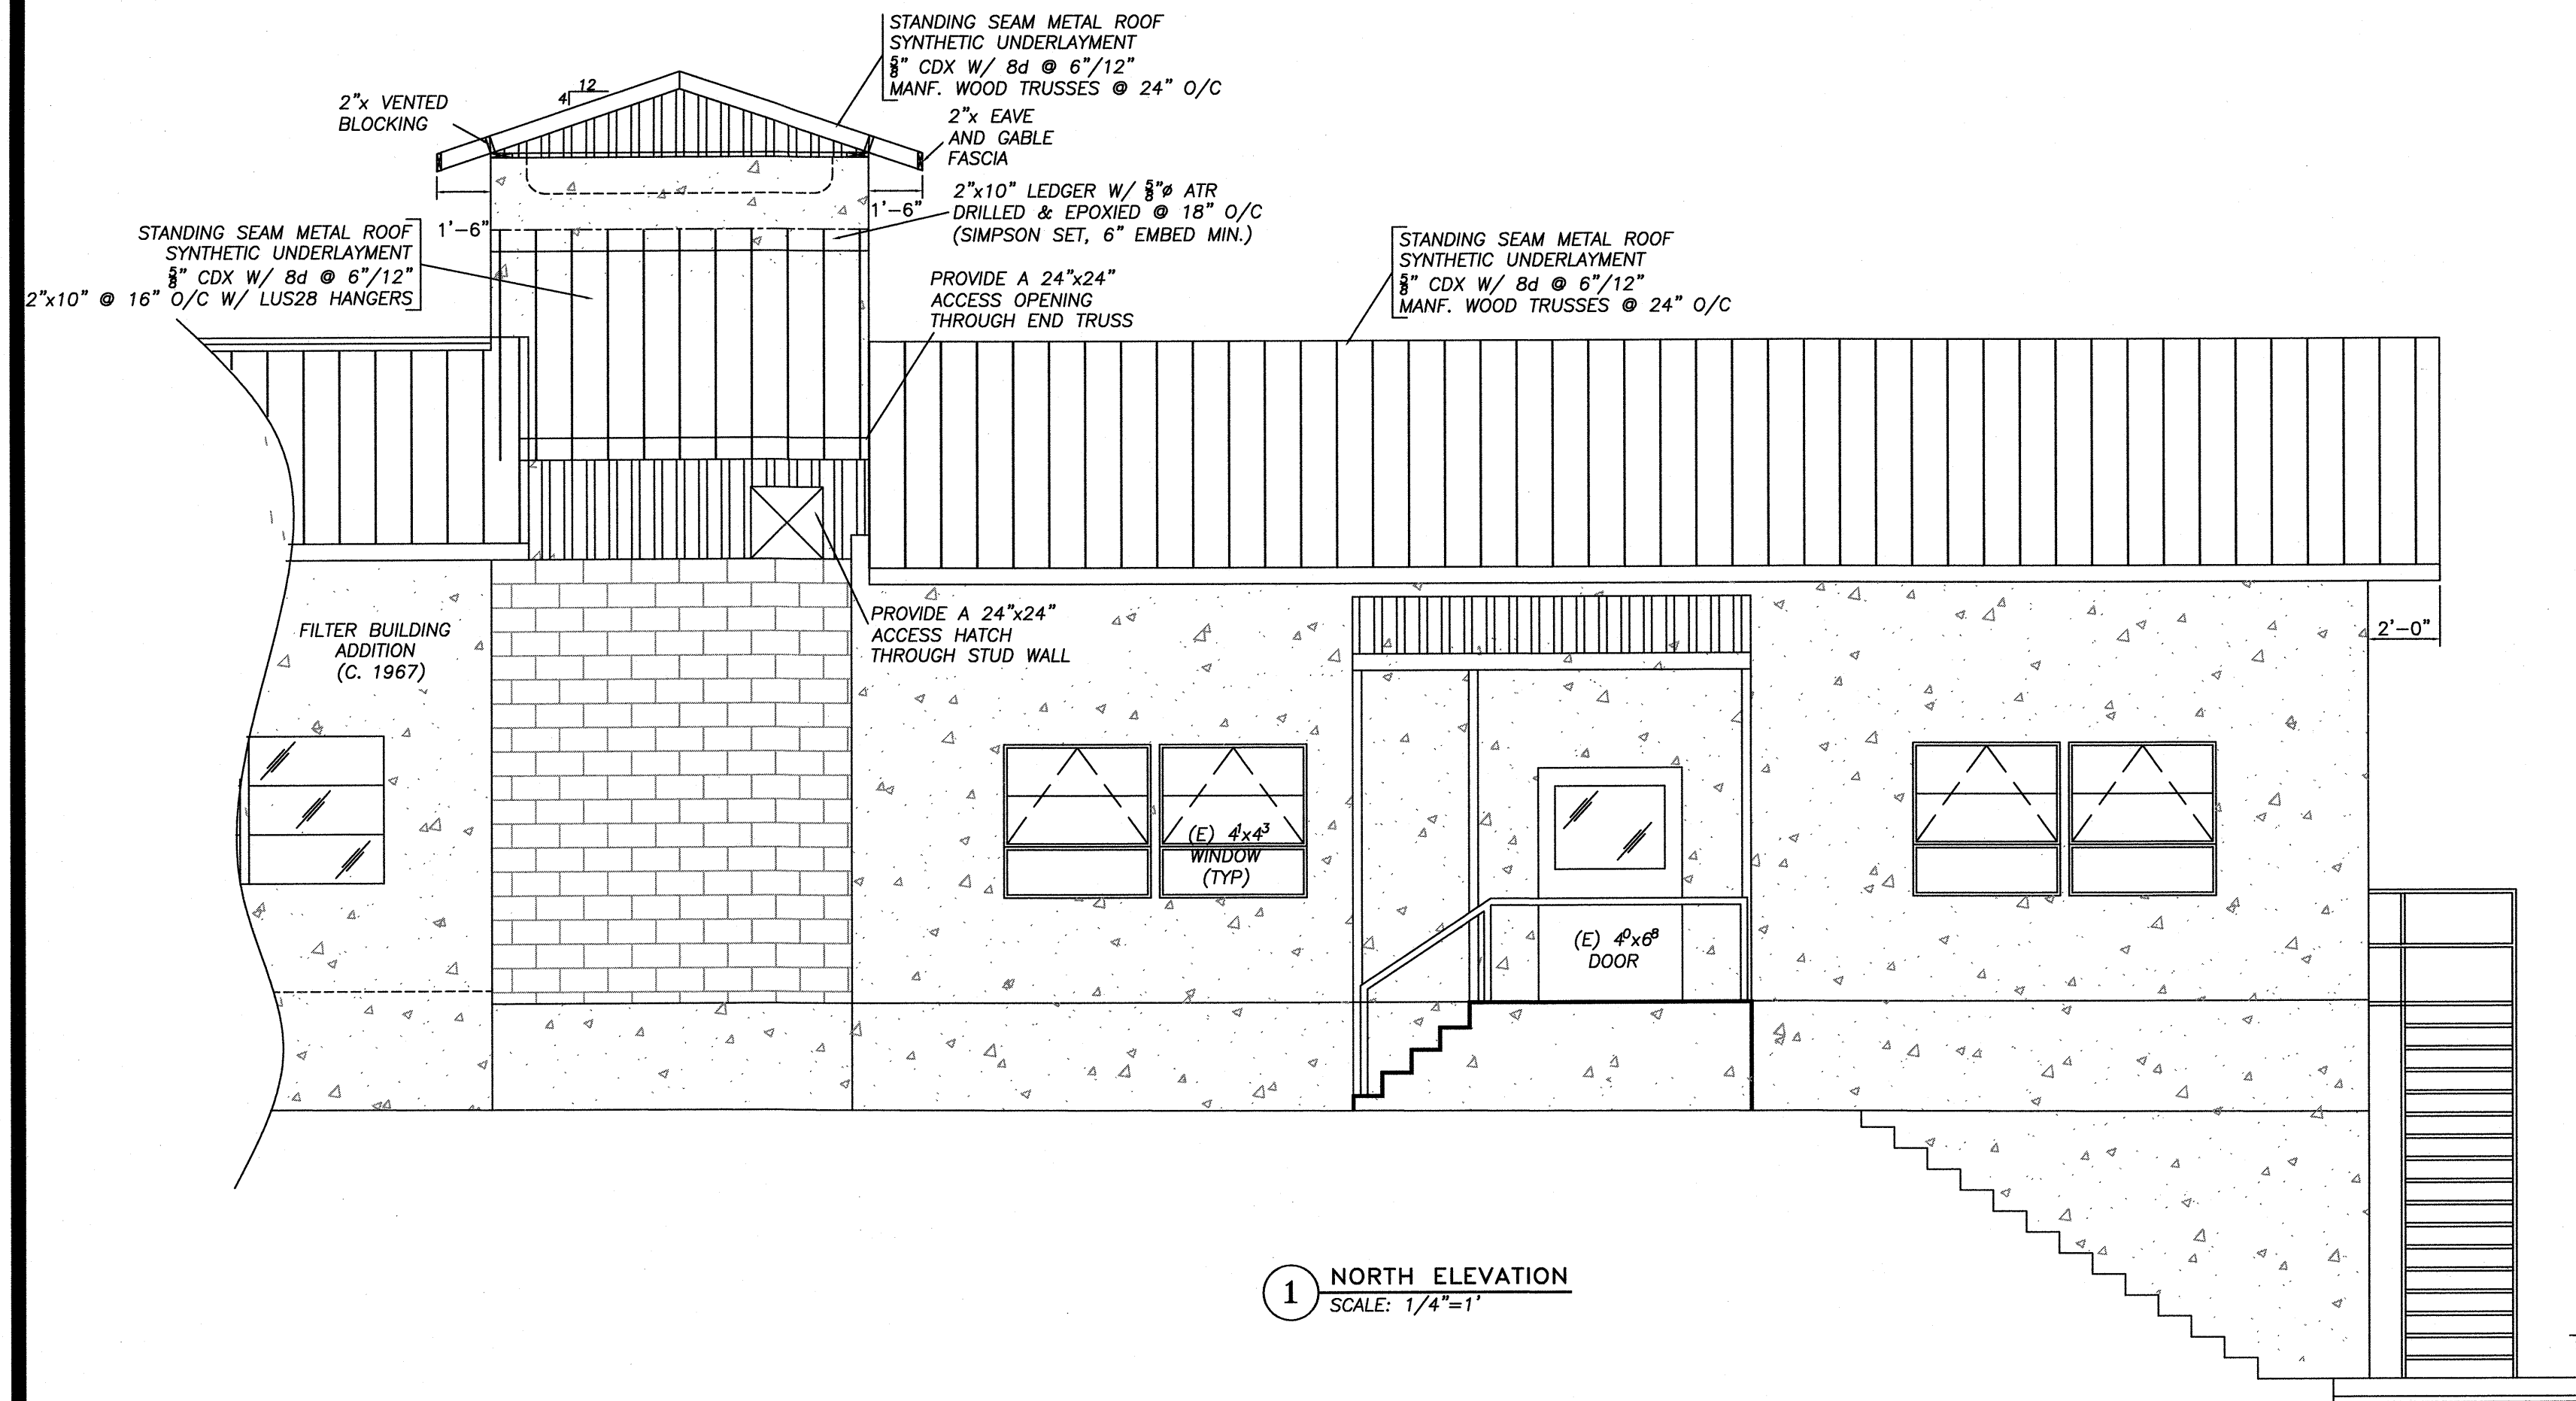 STANDING SEAM METAL ROOF
SYNTHETIC UNDERLAYMENT
5/8" CDX W/ 8d @ 6"/12"
MANF. WOOD TRUSSES @ 24" O/C
12
4
2"x VENTED
BLOCKING
2"x EAVE
AND GABLE
FASCIA
2"x10" LEDGER W/ 5/8"ø ATR
DRILLED & EPOXIED @ 18" O/C
(SIMPSON SET, 6" EMBED MIN.)
1'-6"
1'-6"
STANDING SEAM METAL ROOF
SYNTHETIC UNDERLAYMENT
5/8" CDX W/ 8d @ 6"/12"
2"x10" @ 16" O/C W/ LUS28 HANGERS
PROVIDE A 24"x24"
ACCESS OPENING
THROUGH END TRUSS
STANDING SEAM METAL ROOF
SYNTHETIC UNDERLAYMENT
5/8" CDX W/ 8d @ 6"/12"
MANF. WOOD TRUSSES @ 24" O/C
FILTER BUILDING
ADDITION
(C. 1967)
PROVIDE A 24"x24"
ACCESS HATCH
THROUGH STUD WALL
2'-0"
(E) 4¹x4³
WINDOW
(TYP)
(E) 4⁰x6⁸
DOOR
1
NORTH ELEVATION
SCALE: 1/4"=1'